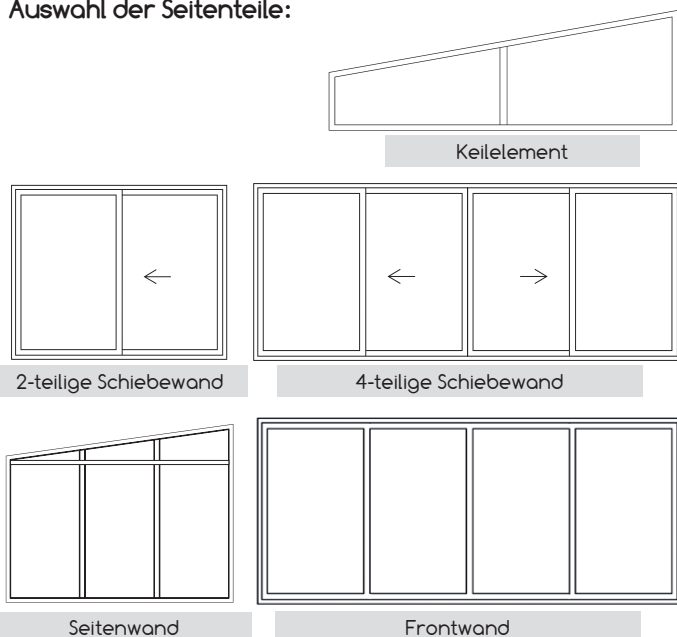 Auswahl der Seitenteile:
Keilelement
2-teilige Schiebewand
4-teilige Schiebewand
Seitenwand
Frontwand